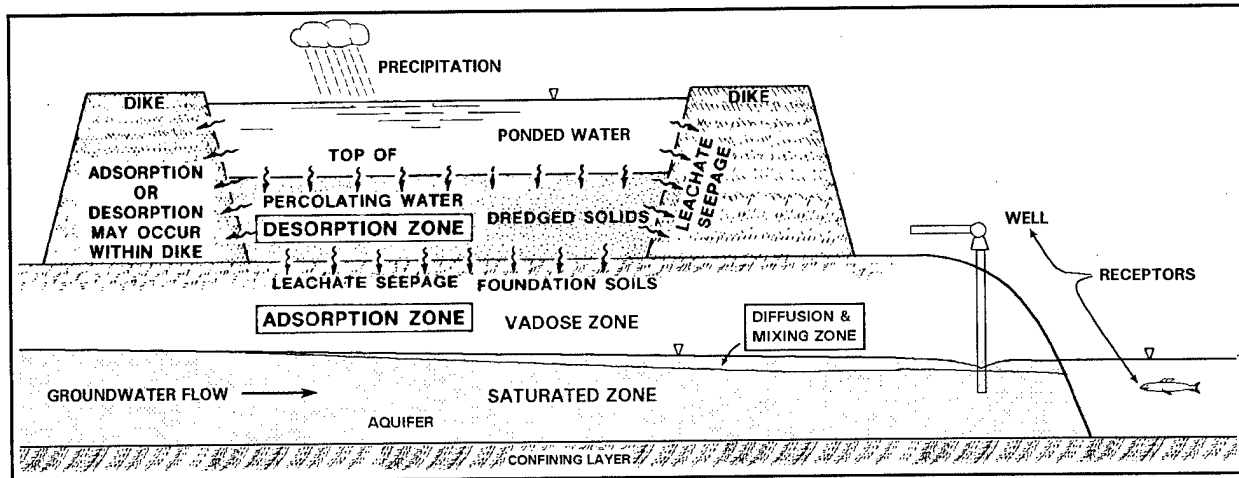 PRECIPITATION
DIKE
DIKE
PONDED WATER
TOP OF
ADSORPTION
OR
DESORPTION
MAY OCCUR
WITHIN DIKE
PERCOLATING WATER
DESORPTION ZONE
DREDGED SOLIDS
LEACHATE
SEEPAGE
WELL
RECEPTORS
LEACHATE SEEPAGE
FOUNDATION SOILS
ADSORPTION ZONE
VADOSE ZONE
DIFFUSION &
MIXING ZONE
GROUNDWATER FLOW
SATURATED ZONE
AQUIFER
CONFINING LAYER